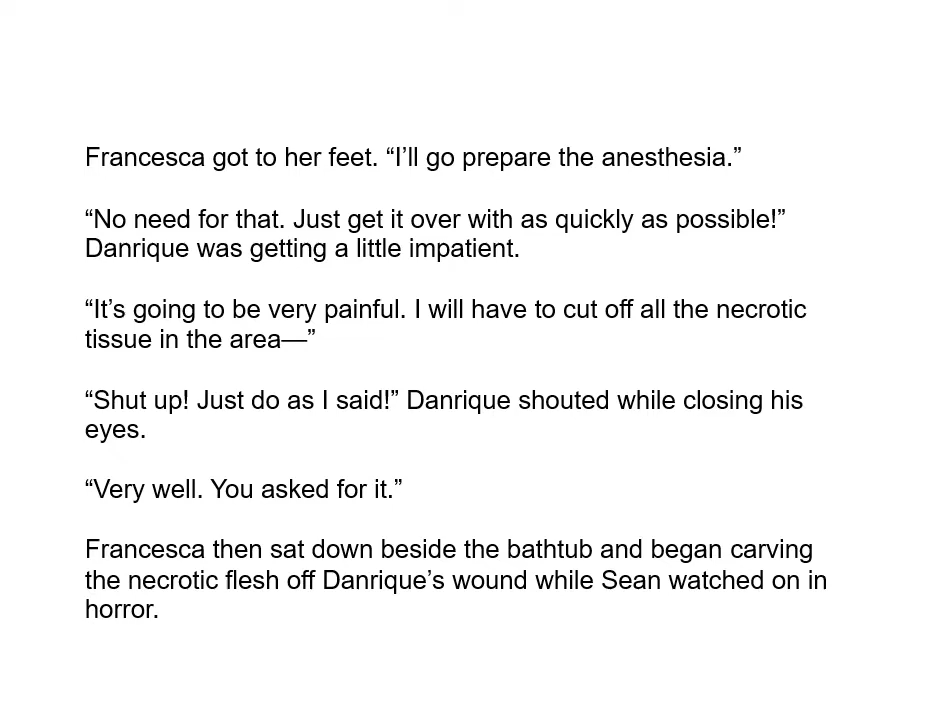 Francesca got to her feet. “I’ll go prepare the anesthesia.”
“No need for that. Just get it over with as quickly as possible!”
Danrique was getting a little impatient.
“It’s going to be very painful. I will have to cut off all the necrotic
tissue in the area—”
“Shut up! Just do as I said!” Danrique shouted while closing his
eyes.
“Very well. You asked for it.”
Francesca then sat down beside the bathtub and began carving
the necrotic flesh off Danrique’s wound while Sean watched on in
horror.